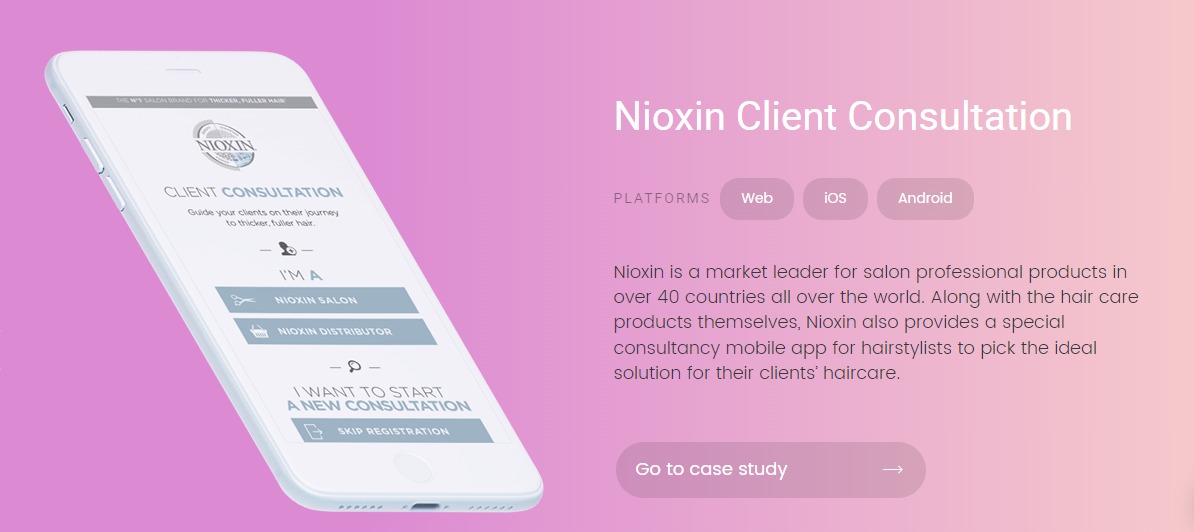 THE Nº1 SALON BRAND FOR THICKER, FULLER HAIR
NIOXIN
CLIENT CONSULTATION
Guide your clients on their journey
to thicker, fuller hair.
I'M A
NIOXIN SALON
NIOXIN DISTRIBUTOR
I WANT TO START
A NEW CONSULTATION
SKIP REGISTRATION
Nioxin Client Consultation
PLATFORMS Web iOS Android
Nioxin is a market leader for salon professional products in
over 40 countries all over the world. Along with the hair care
products themselves, Nioxin also provides a special
consultancy mobile app for hairstylists to pick the ideal
solution for their clients' haircare.
Go to case study →